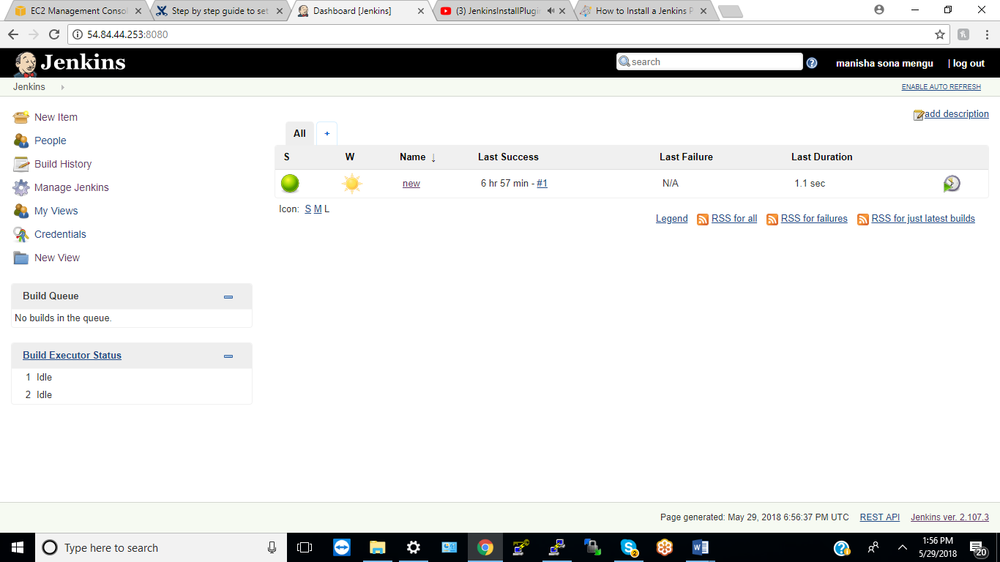 EC2 Management Consol
Step by step guide to set
Dashboard [Jenkins]
(3) JenkinsInstallPlugin
How to Install a Jenkins P
54.84.44.253:8080
Jenkins
search
manisha sona mengu
| log out
Jenkins
ENABLE AUTO REFRESH
New Item
People
Build History
Manage Jenkins
My Views
Credentials
New View
add description
All
+
S W Name ↓ Last Success Last Failure Last Duration
new 6 hr 57 min - #1 N/A 1.1 sec
Icon: S M L
Legend RSS for all RSS for failures RSS for just latest builds
Build Queue
No builds in the queue.
Build Executor Status
1 Idle
2 Idle
Page generated: May 29, 2018 6:56:37 PM UTC REST API Jenkins ver. 2.107.3
Type here to search
2
1:56 PM
5/29/2018
20